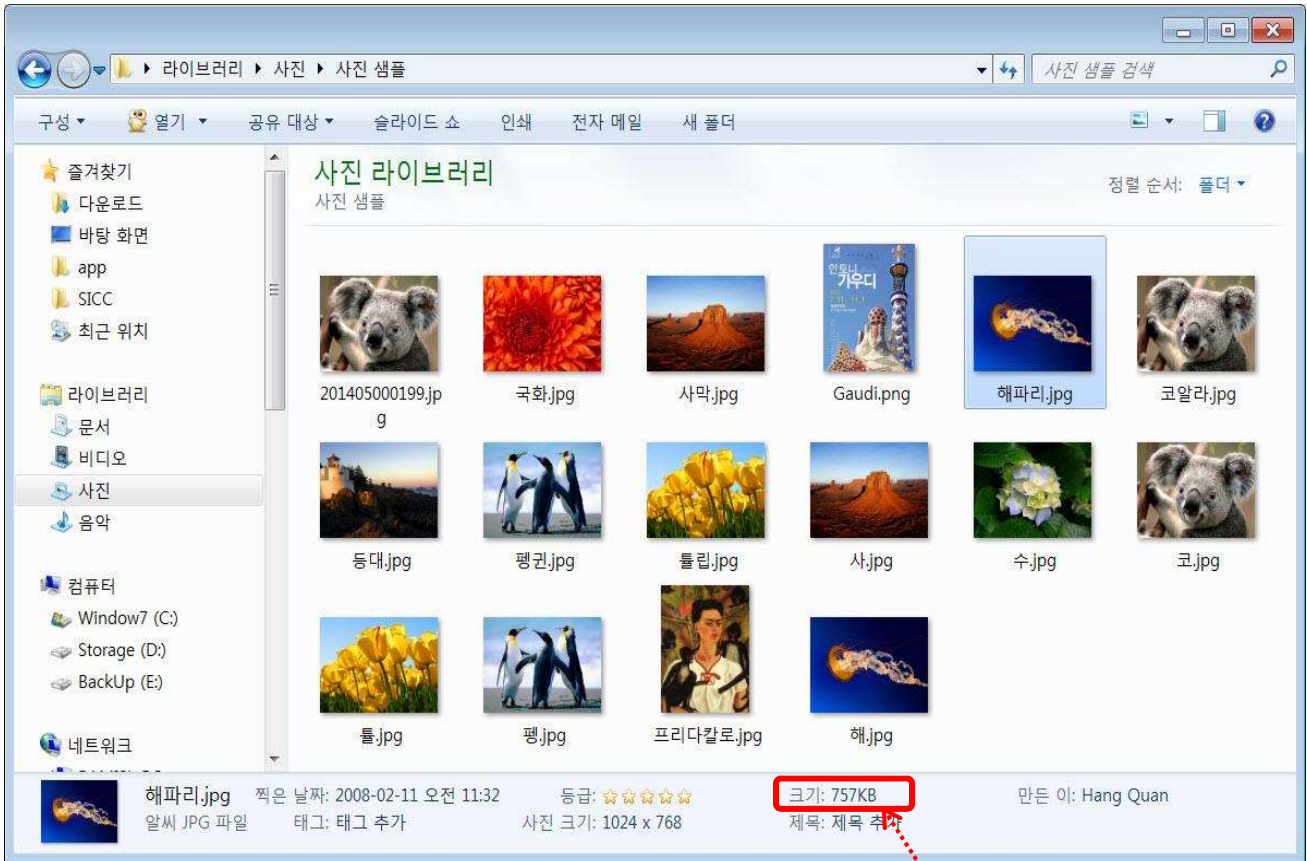 라이브러리 ▸ 사진 ▸ 사진 샘플
사진 샘플 검색
구성 열기 공유 대상 슬라이드 쇼 인쇄 전자 메일 새 폴더
즐겨찾기
다운로드
바탕 화면
app
SICC
최근 위치
라이브러리
문서
비디오
사진
음악
컴퓨터
Window7 (C:)
Storage (D:)
BackUp (E:)
네트워크
사진 라이브러리
사진 샘플
정렬 순서: 폴더
안토니
가우디
201405000199.jp
g
국화.jpg
사막.jpg
Gaudi.png
해파리.jpg
코알라.jpg
등대.jpg
펭귄.jpg
튤립.jpg
사.jpg
수.jpg
코.jpg
튤.jpg
펭.jpg
프리다칼로.jpg
해.jpg
해파리.jpg 찍은 날짜: 2008-02-11 오전 11:32 등급: 크기: 757KB 만든 이: Hang Quan
알씨 JPG 파일 태그: 태그 추가 사진 크기: 1024 x 768 제목: 제목 추가